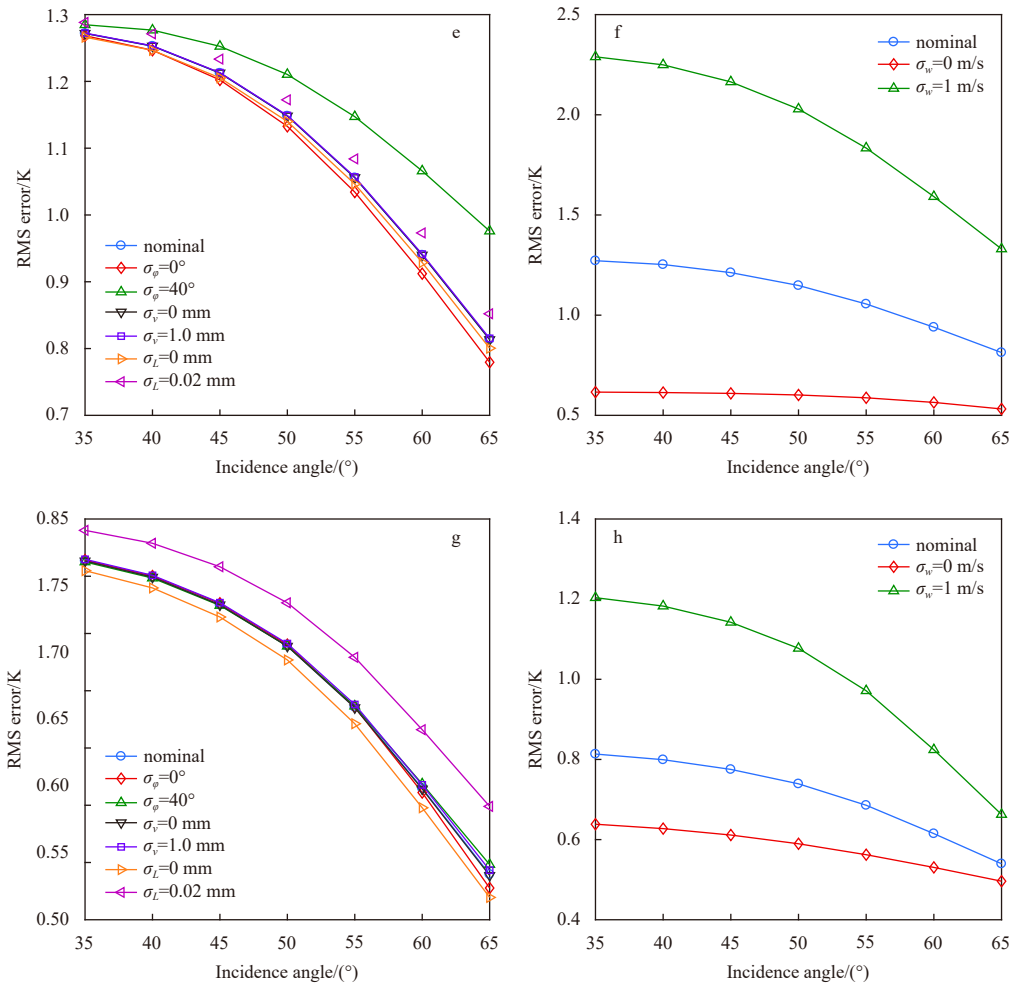 e
RMS error/K
1.3
1.2
1.1
1.0
0.9
0.8
0.7
nominal
σφ=0°
σφ=40°
σv=0 mm
σv=1.0 mm
σL=0 mm
σL=0.02 mm
35 40 45 50 55 60 65
Incidence angle/(°)
f
RMS error/K
2.5
2.0
1.5
1.0
0.5
nominal
σw=0 m/s
σw=1 m/s
35 40 45 50 55 60 65
Incidence angle/(°)
g
RMS error/K
0.85
1.75
1.70
0.65
0.60
0.55
0.50
nominal
σφ=0°
σφ=40°
σv=0 mm
σv=1.0 mm
σL=0 mm
σL=0.02 mm
35 40 45 50 55 60 65
Incidence angle/(°)
h
RMS error/K
1.4
1.2
1.0
0.8
0.6
0.4
nominal
σw=0 m/s
σw=1 m/s
35 40 45 50 55 60 65
Incidence angle/(°)